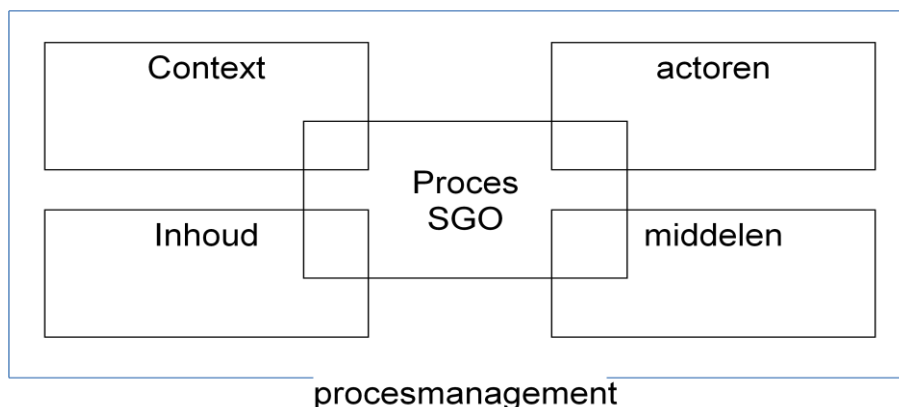 Context
actoren
Proces
SGO
Inhoud
middelen
procesmanagement